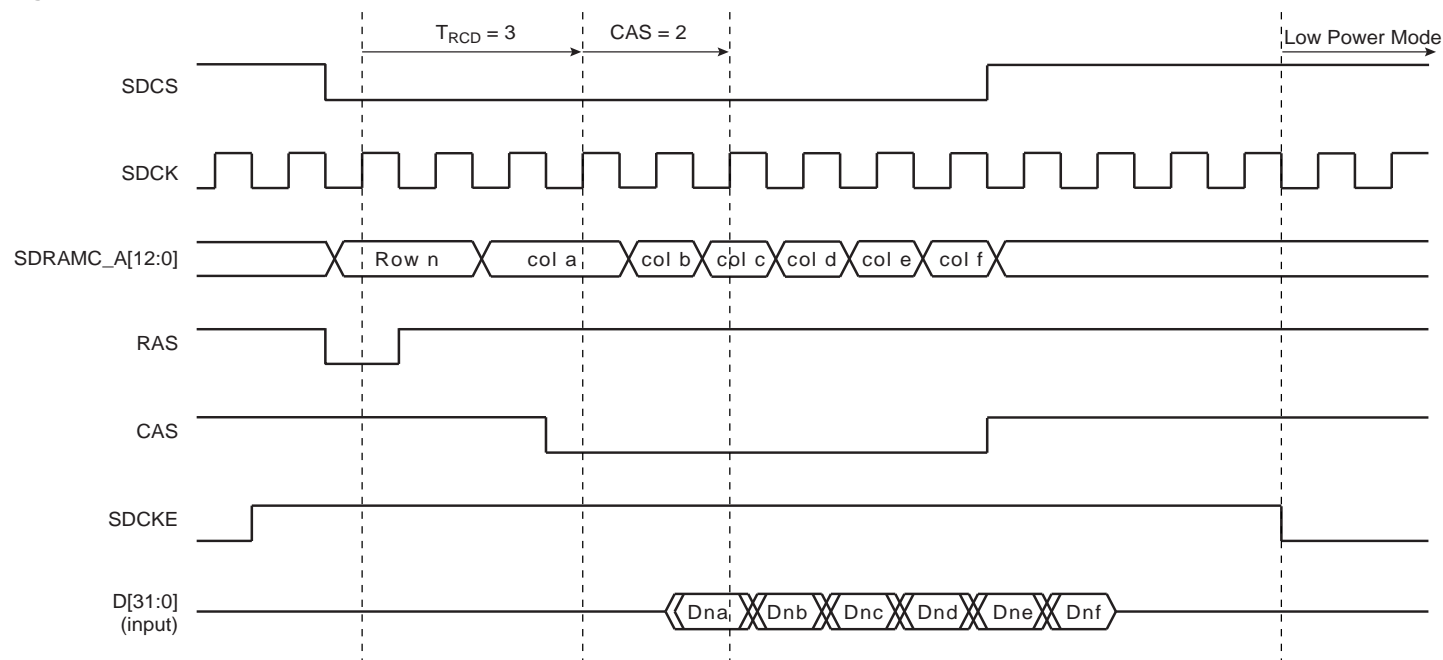 T_RCD = 3
CAS = 2
Low Power Mode
SDCS
SDCK
SDRAMC_A[12:0]
Row n
col a
col b
col c
col d
col e
col f
RAS
CAS
SDCKE
D[31:0]
(input)
Dna
Dnb
Dnc
Dnd
Dne
Dnf